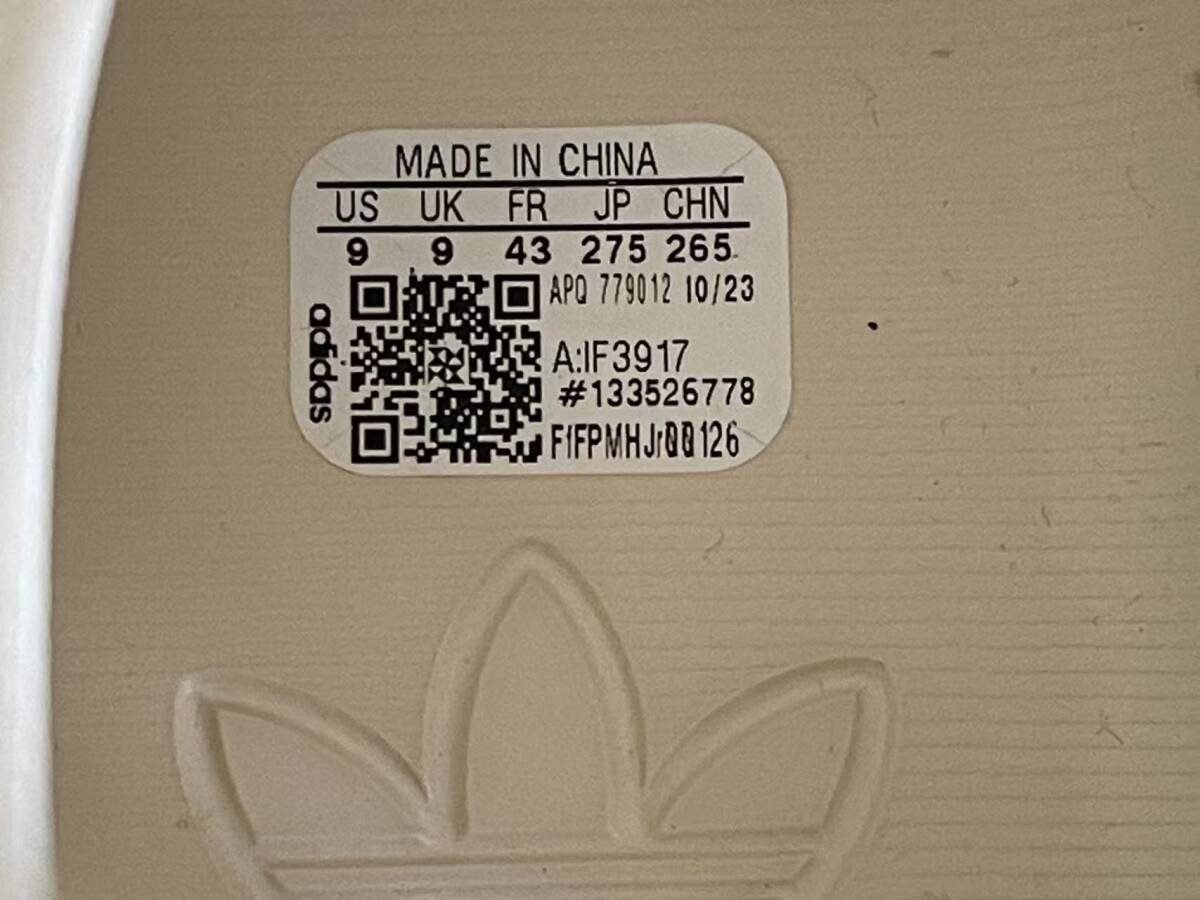 MADE IN CHINA
US UK FR JP CHN
9 9 43 275 265
adidas
APQ 779012 10/23
A:IF3917
#133526778
F1FPMHJr00126